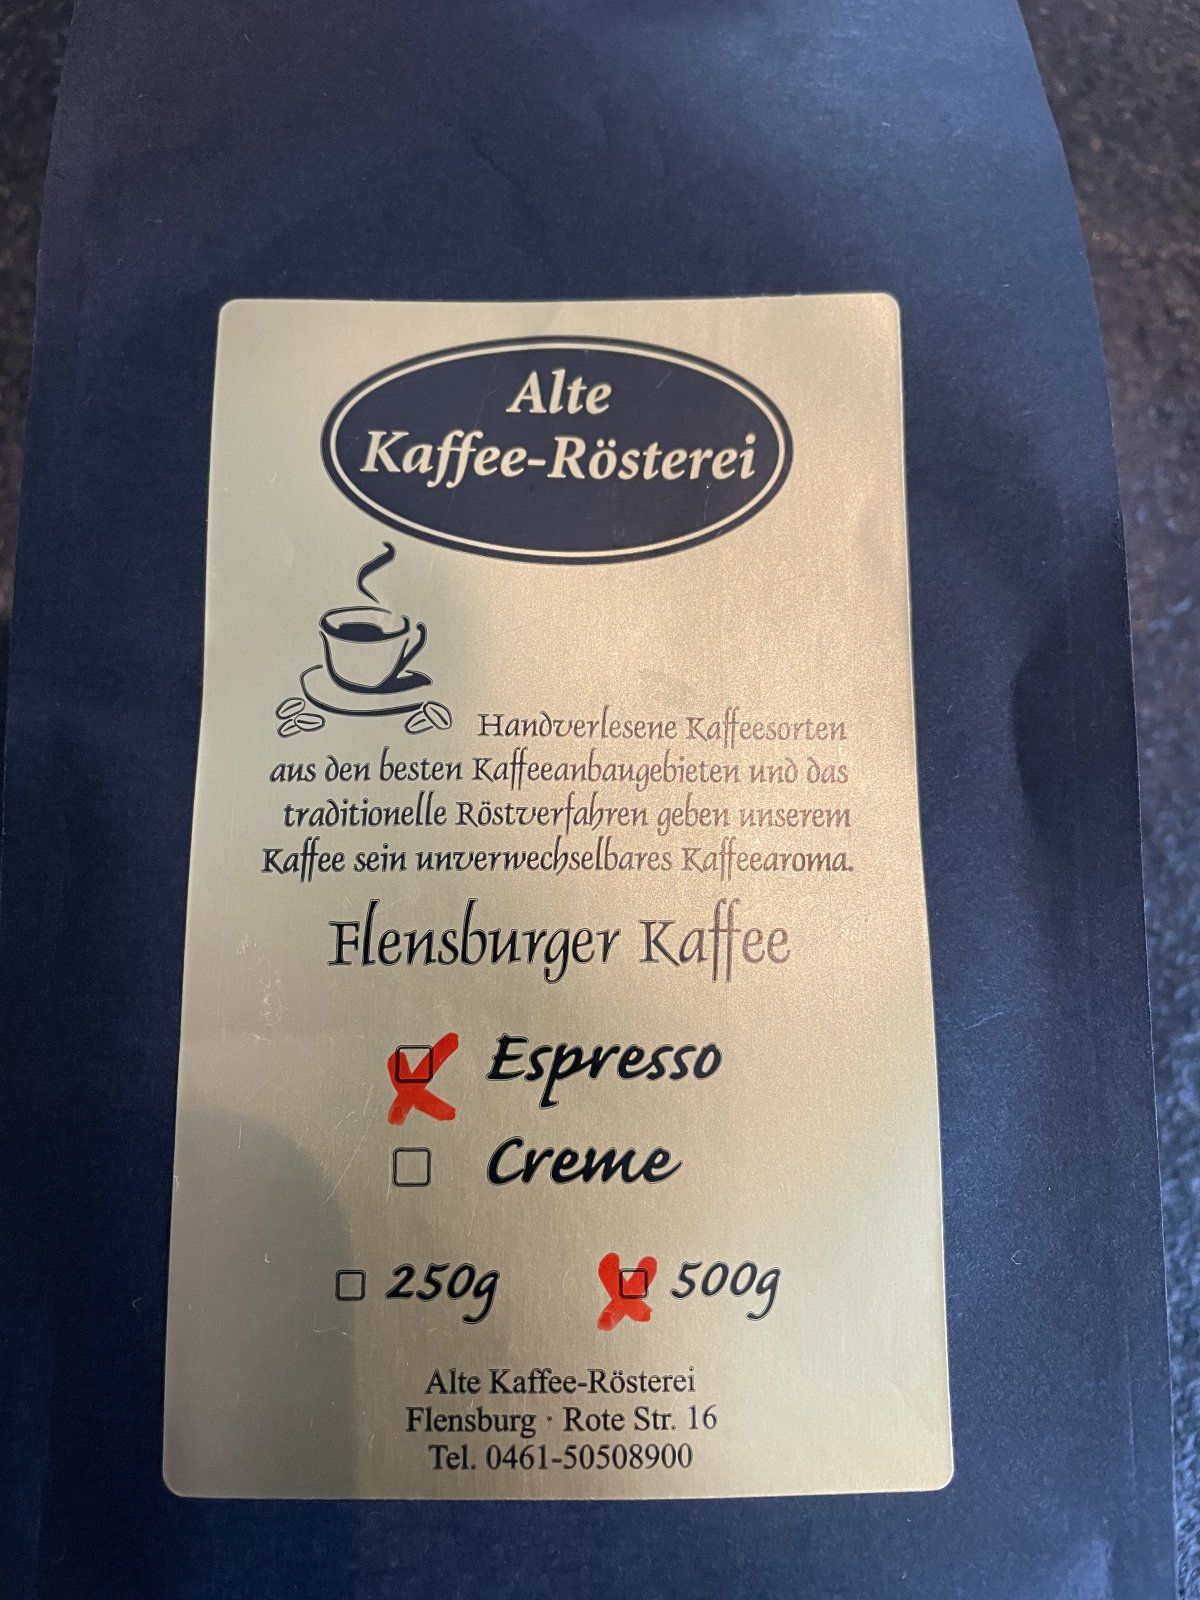 Alte
Kaffee-Rösterei
Handverlesene Kaffeesorten
aus den besten Kaffeeanbaugebieten und das
traditionelle Röstverfahren geben unserem
Kaffee sein unverwechselbares Kaffeearoma.
Flensburger Kaffee
Espresso
Creme
250g 500g
Alte Kaffee-Rösterei
Flensburg · Rote Str. 16
Tel. 0461-50508900